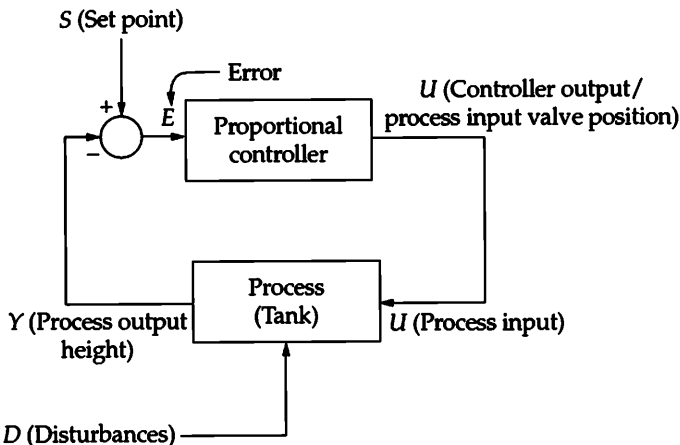 S (Set point)
Error
U (Controller output/
process input valve position)
+
E
−
Proportional
controller
Process
(Tank)
Y (Process output
height)
U (Process input)
D (Disturbances)